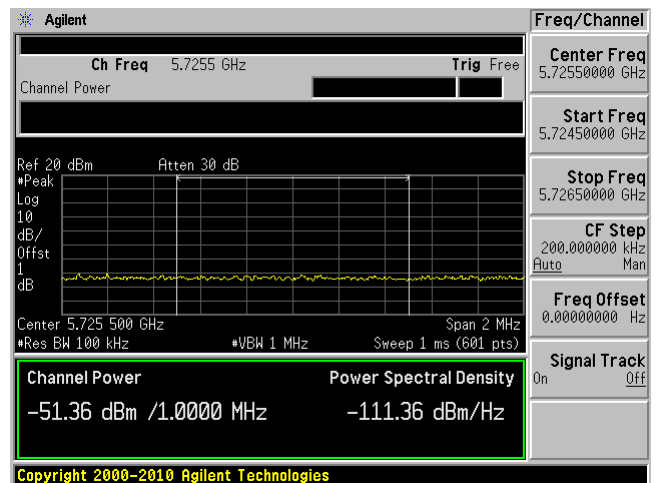 Agilent
Freq/Channel
Ch Freq 5.7255 GHz Trig Free
Channel Power
Center Freq
5.72550000 GHz
Start Freq
5.72450000 GHz
Stop Freq
5.72650000 GHz
CF Step
200.000000 kHz
Auto Man
Freq Offset
0.00000000 Hz
Signal Track
On Off
Ref 20 dBm Atten 30 dB
#Peak
Log
10
dB/
Offst
1
dB
Center 5.725 500 GHz Span 2 MHz
#Res BW 100 kHz #VBW 1 MHz Sweep 1 ms (601 pts)
Channel Power Power Spectral Density
-51.36 dBm /1.0000 MHz -111.36 dBm/Hz
Copyright 2000-2010 Agilent Technologies